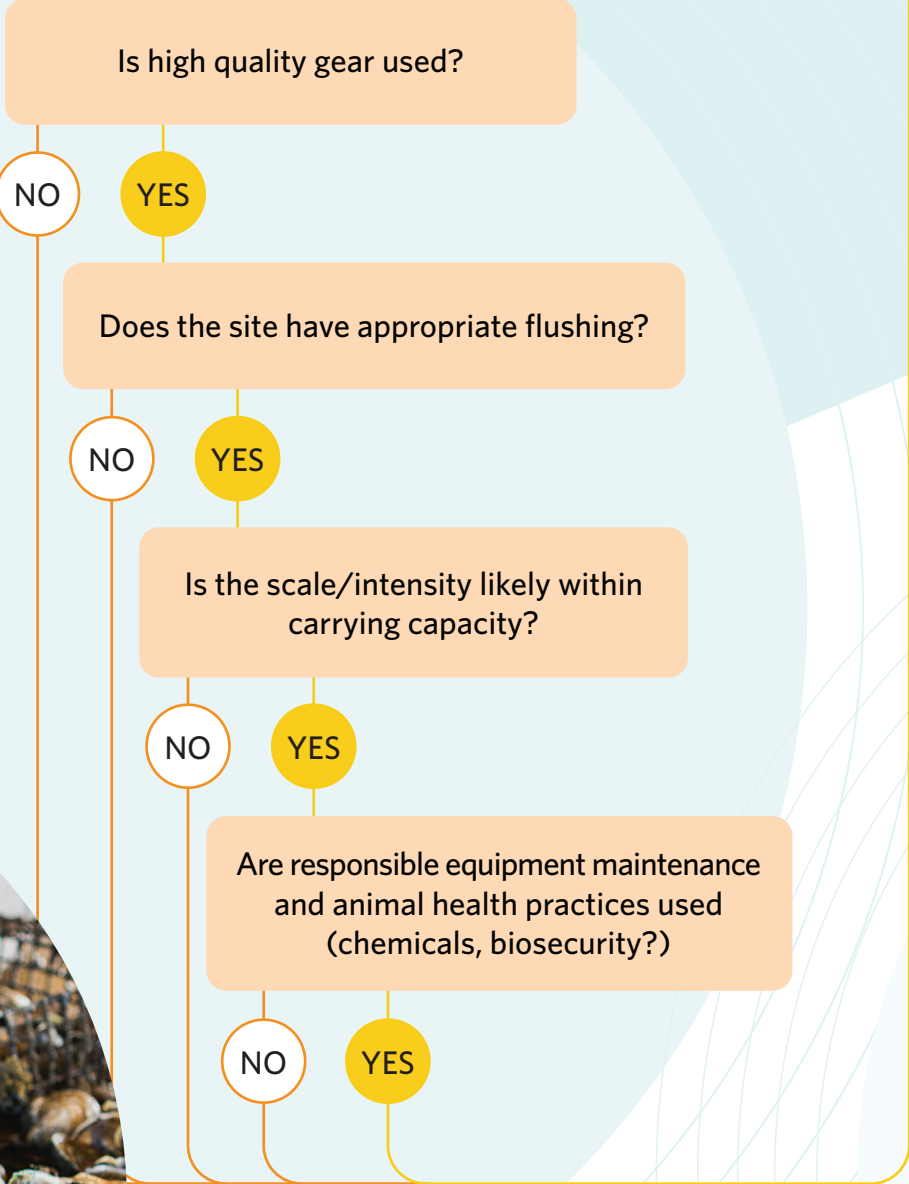 Is high quality gear used?
NO YES
Does the site have appropriate flushing?
NO YES
Is the scale/intensity likely within
carrying capacity?
NO YES
Are responsible equipment maintenance
and animal health practices used
(chemicals, biosecurity?)
NO YES